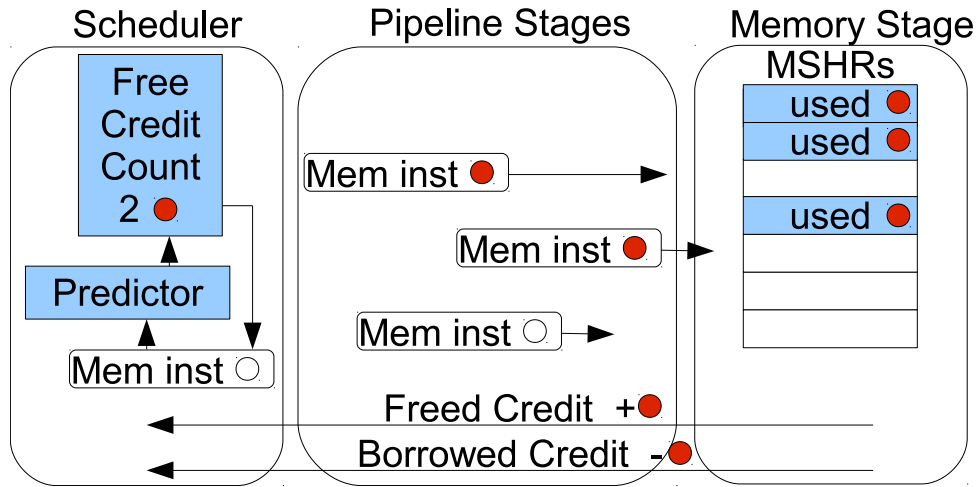 Scheduler
Pipeline Stages
Memory Stage
Free
Credit
Count
2
Predictor
Mem inst
Mem inst
Mem inst
Mem inst
MSHRs
used
used
used
Freed Credit +
Borrowed Credit -